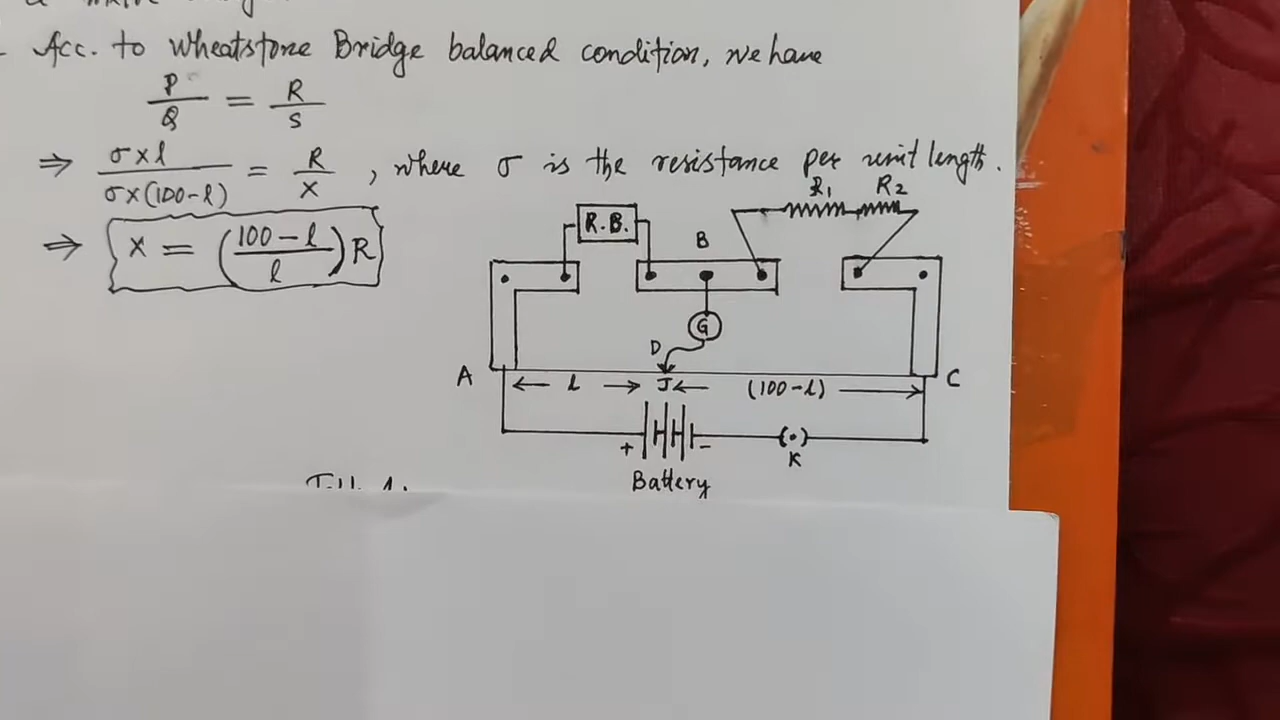 Acc. to Wheatstone Bridge balanced condition, we have
P/Q = R/S
⇒ σ×l / σ×(100-l) = R/X , where σ is the resistance per unit length.
⇒ X = ((100-l)/l) R
R.B.
R1 R2
B
G
D
A ← l → J ← (100-l) → C
+ -
K
Battery